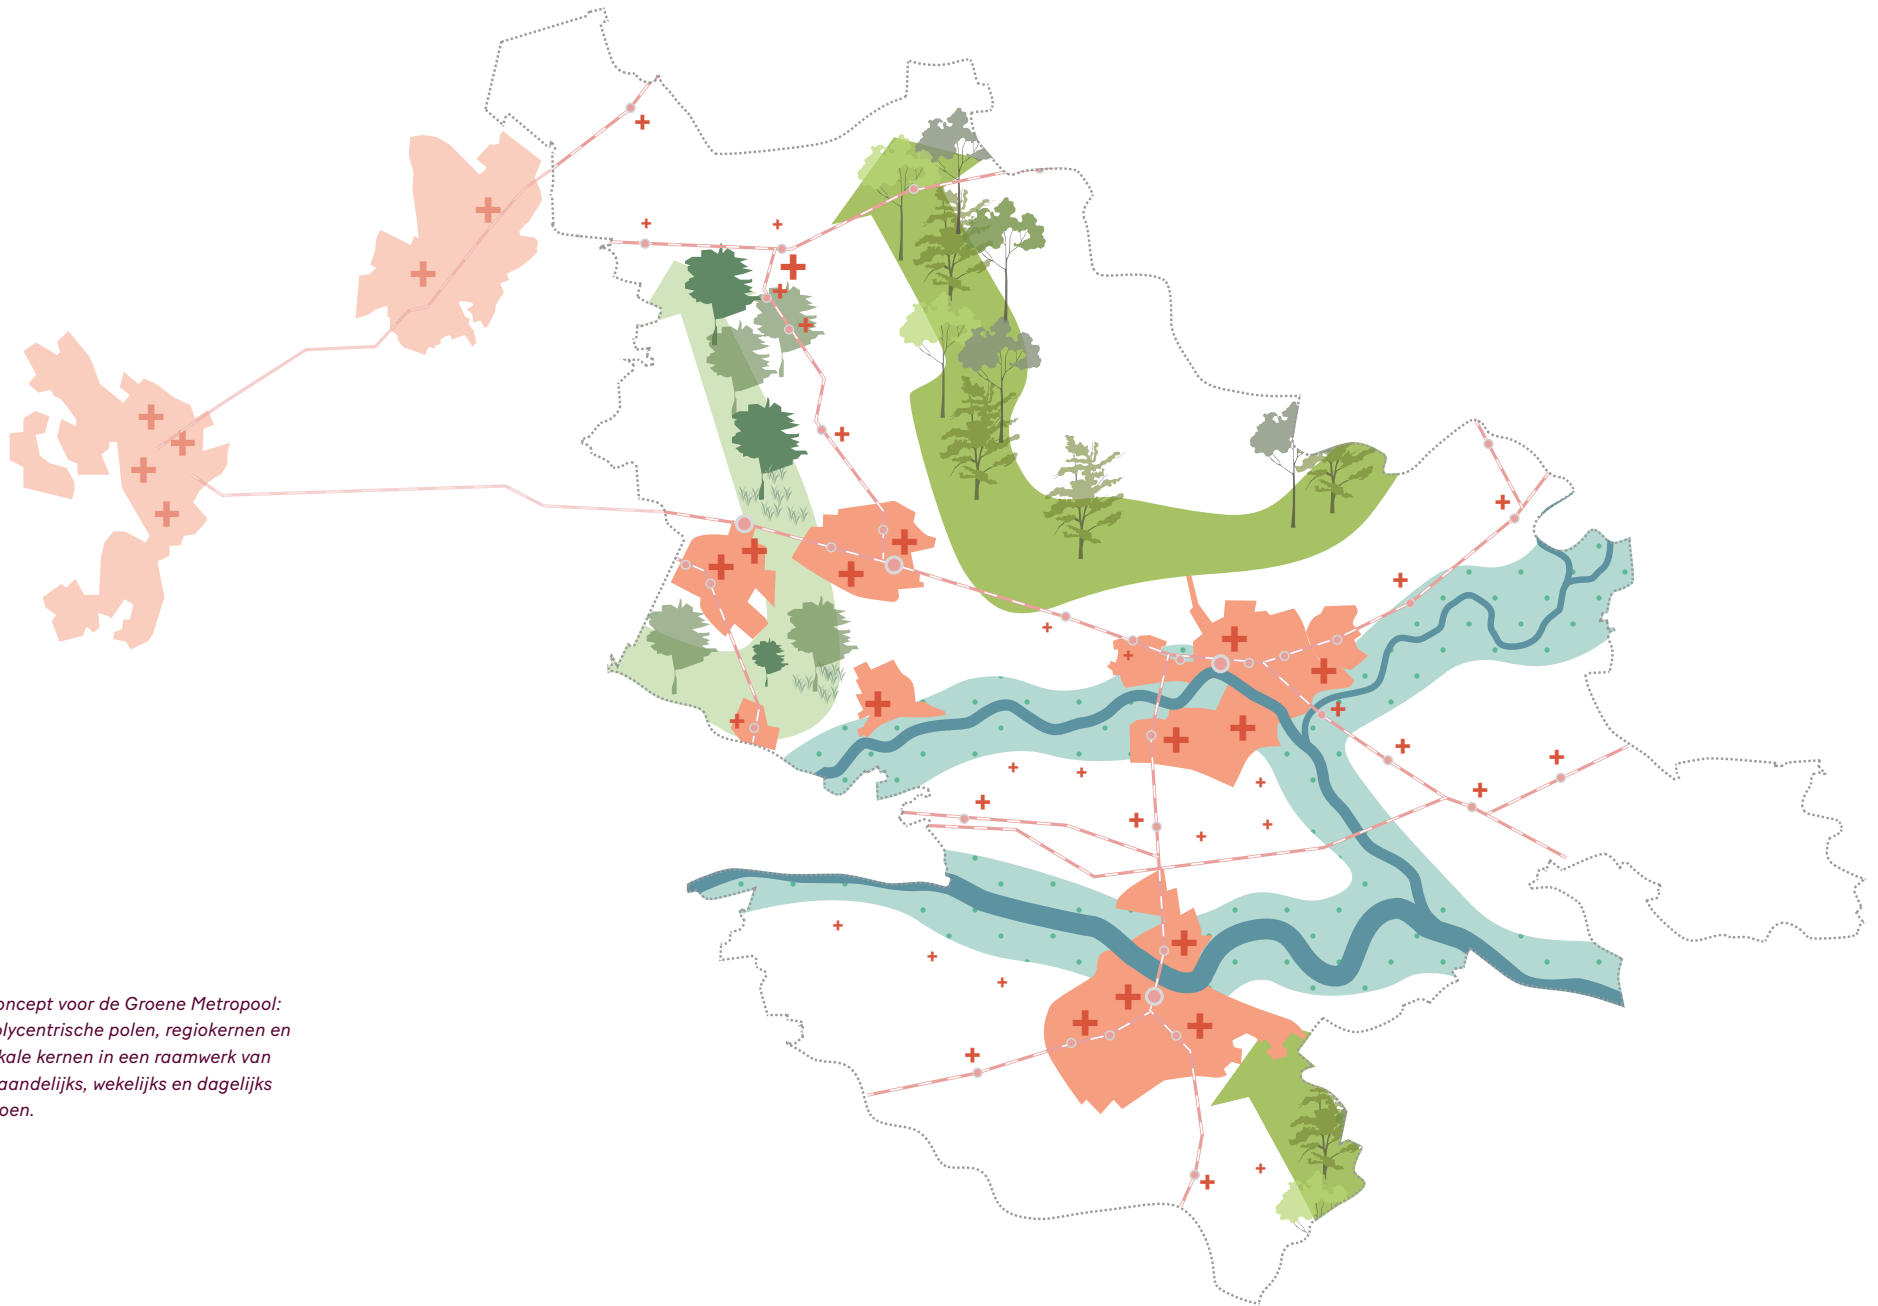 oncept voor de Groene Metropool:
olycentrische polen, regiokernen en
kale kernen in een raamwerk van
aandelijks, wekelijks en dagelijks
oen.